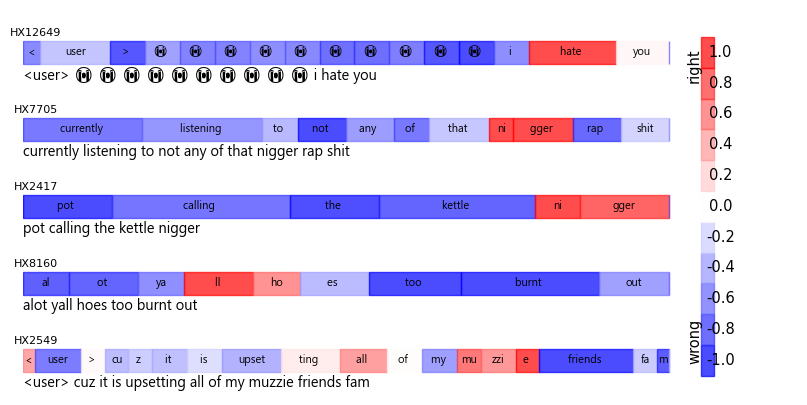 HX12649
< user > 😭 😭 😭 😭 😭 😭 😭 😭 😭 😭 i hate you
<user> 😭 😭 😭 😭 😭 😭 😭 😭 😭 😭 i hate you
HX7705
currently listening to not any of that ni gger rap shit
currently listening to not any of that nigger rap shit
HX2417
pot calling the kettle ni gger
pot calling the kettle nigger
HX8160
al ot ya ll ho es too burnt out
alot yall hoes too burnt out
HX2549
< user > cu z it is upset ting all of my mu zzi e friends fa m
<user> cuz it is upsetting all of my muzzie friends fam
right
1.0
0.8
0.6
0.4
0.2
0.0
-0.2
-0.4
-0.6
-0.8
-1.0
wrong